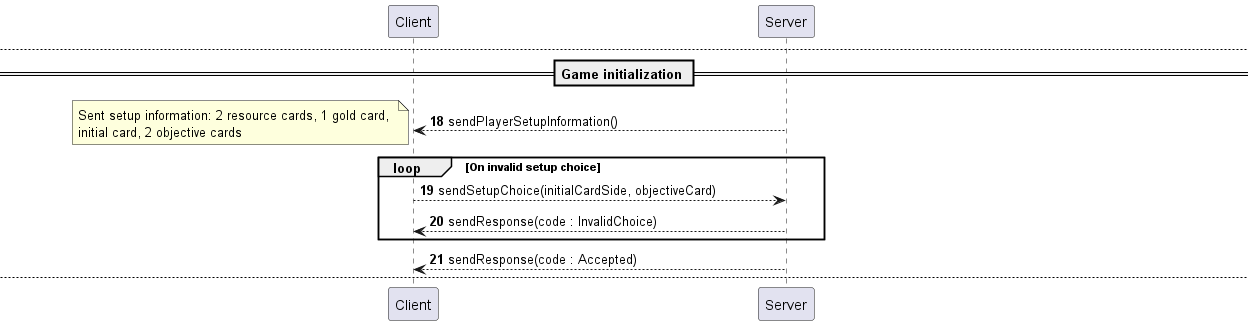 Client
Server
Game initialization
Sent setup information: 2 resource cards, 1 gold card,
initial card, 2 objective cards
18 sendPlayerSetupInformation()
loop [On invalid setup choice]
19 sendSetupChoice(initialCardSide, objectiveCard)
20 sendResponse(code : InvalidChoice)
21 sendResponse(code : Accepted)
Client
Server